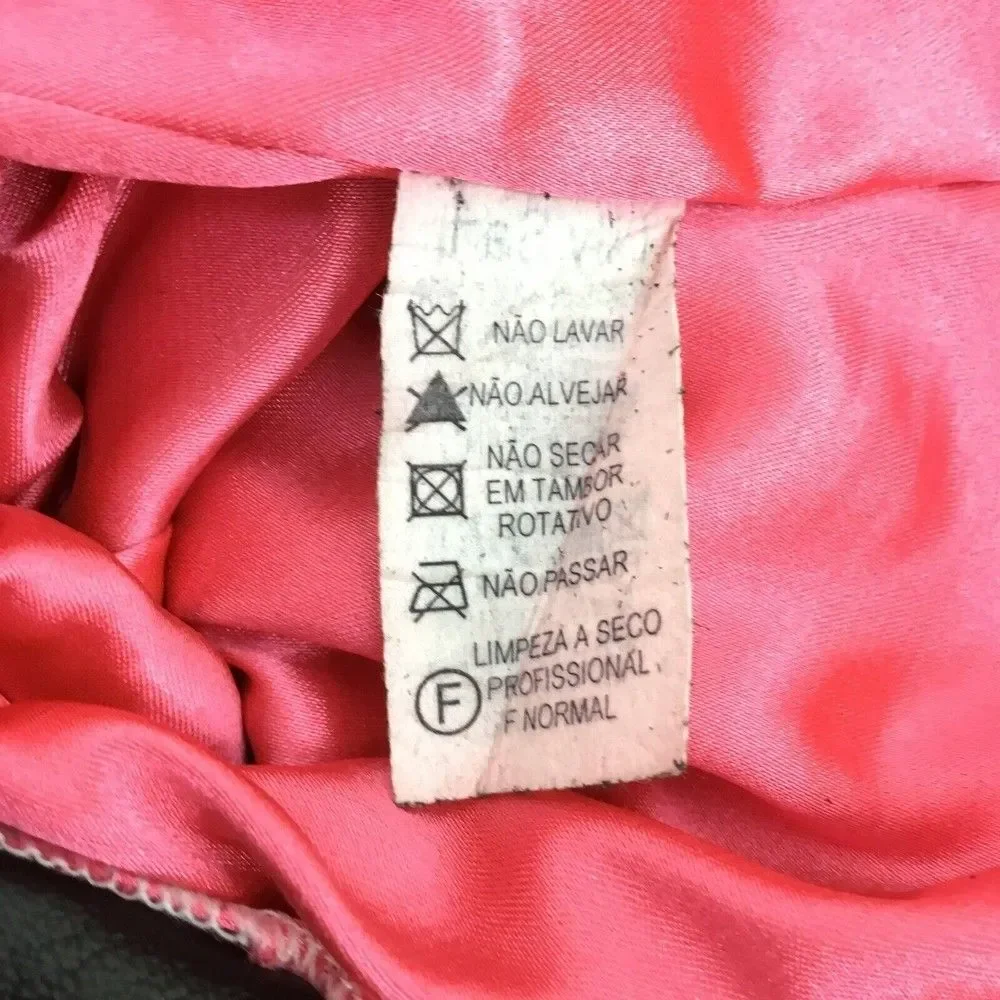 NÃO LAVAR
NÃO ALVEJAR
NÃO SECAR
EM TAMBOR
ROTATIVO
NÃO PASSAR
LIMPEZA A SECO
F PROFISSIONAL
F NORMAL